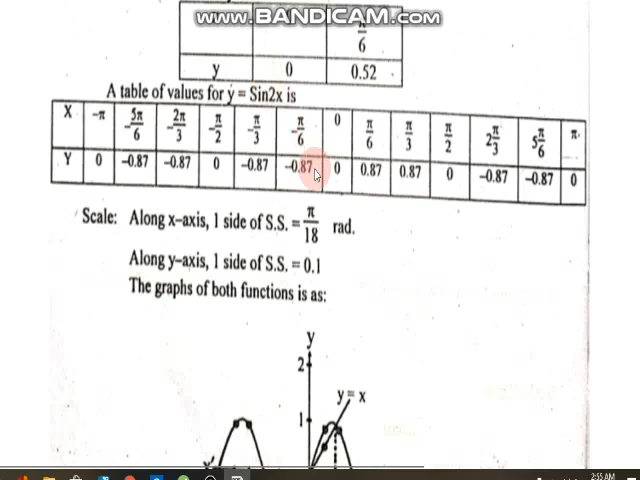 WWW.BANDICAM.COM
π/6
y 0 0.52
A table of values for y = Sin2x is
X −π −5π/6 −2π/3 −π/2 −π/3 −π/6 0 π/6 π/3 π/2 2π/3 5π/6 π
Y 0 −0.87 −0.87 0 −0.87 −0.87 0 0.87 0.87 0 −0.87 −0.87 0
Scale: Along x−axis, 1 side of S.S. = π/18 rad.
Along y−axis, 1 side of S.S. = 0.1
The graphs of both functions is as:
y
2
y = x
1
2:55 AM